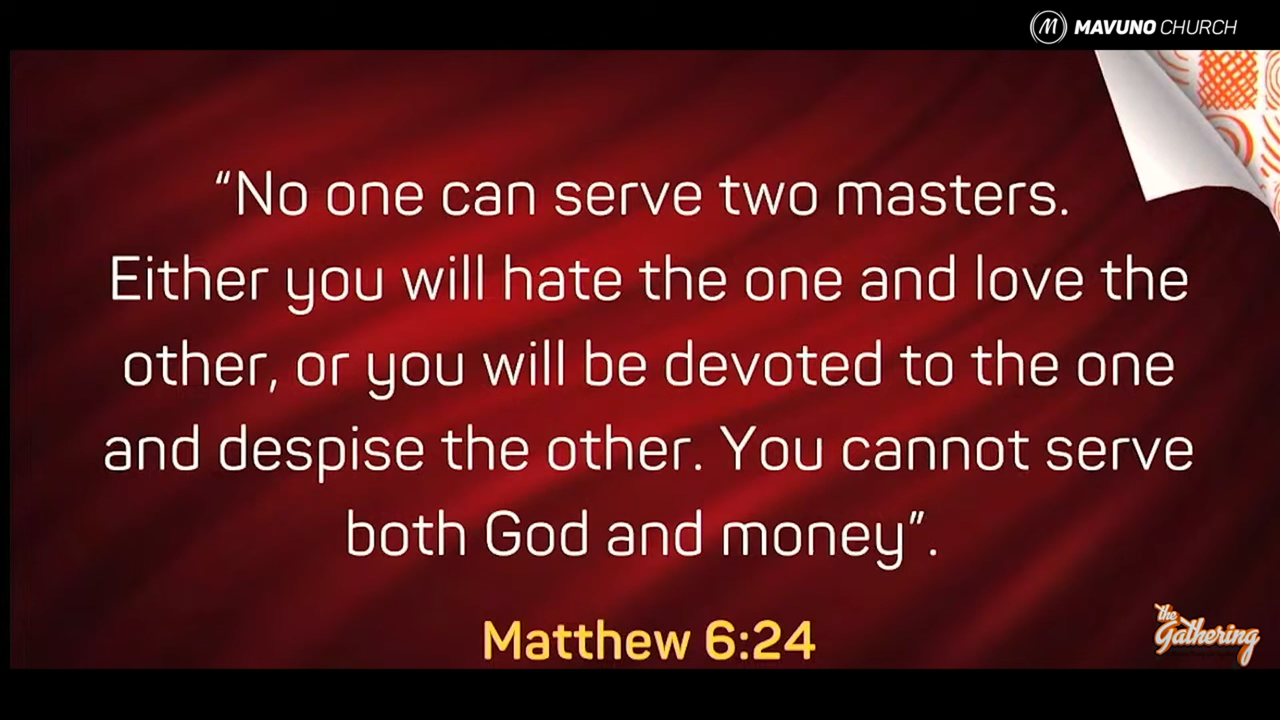 MAVUNO CHURCH
“No one can serve two masters.
Either you will hate the one and love the
other, or you will be devoted to the one
and despise the other. You cannot serve
both God and money”.
Matthew 6:24
the
Gathering